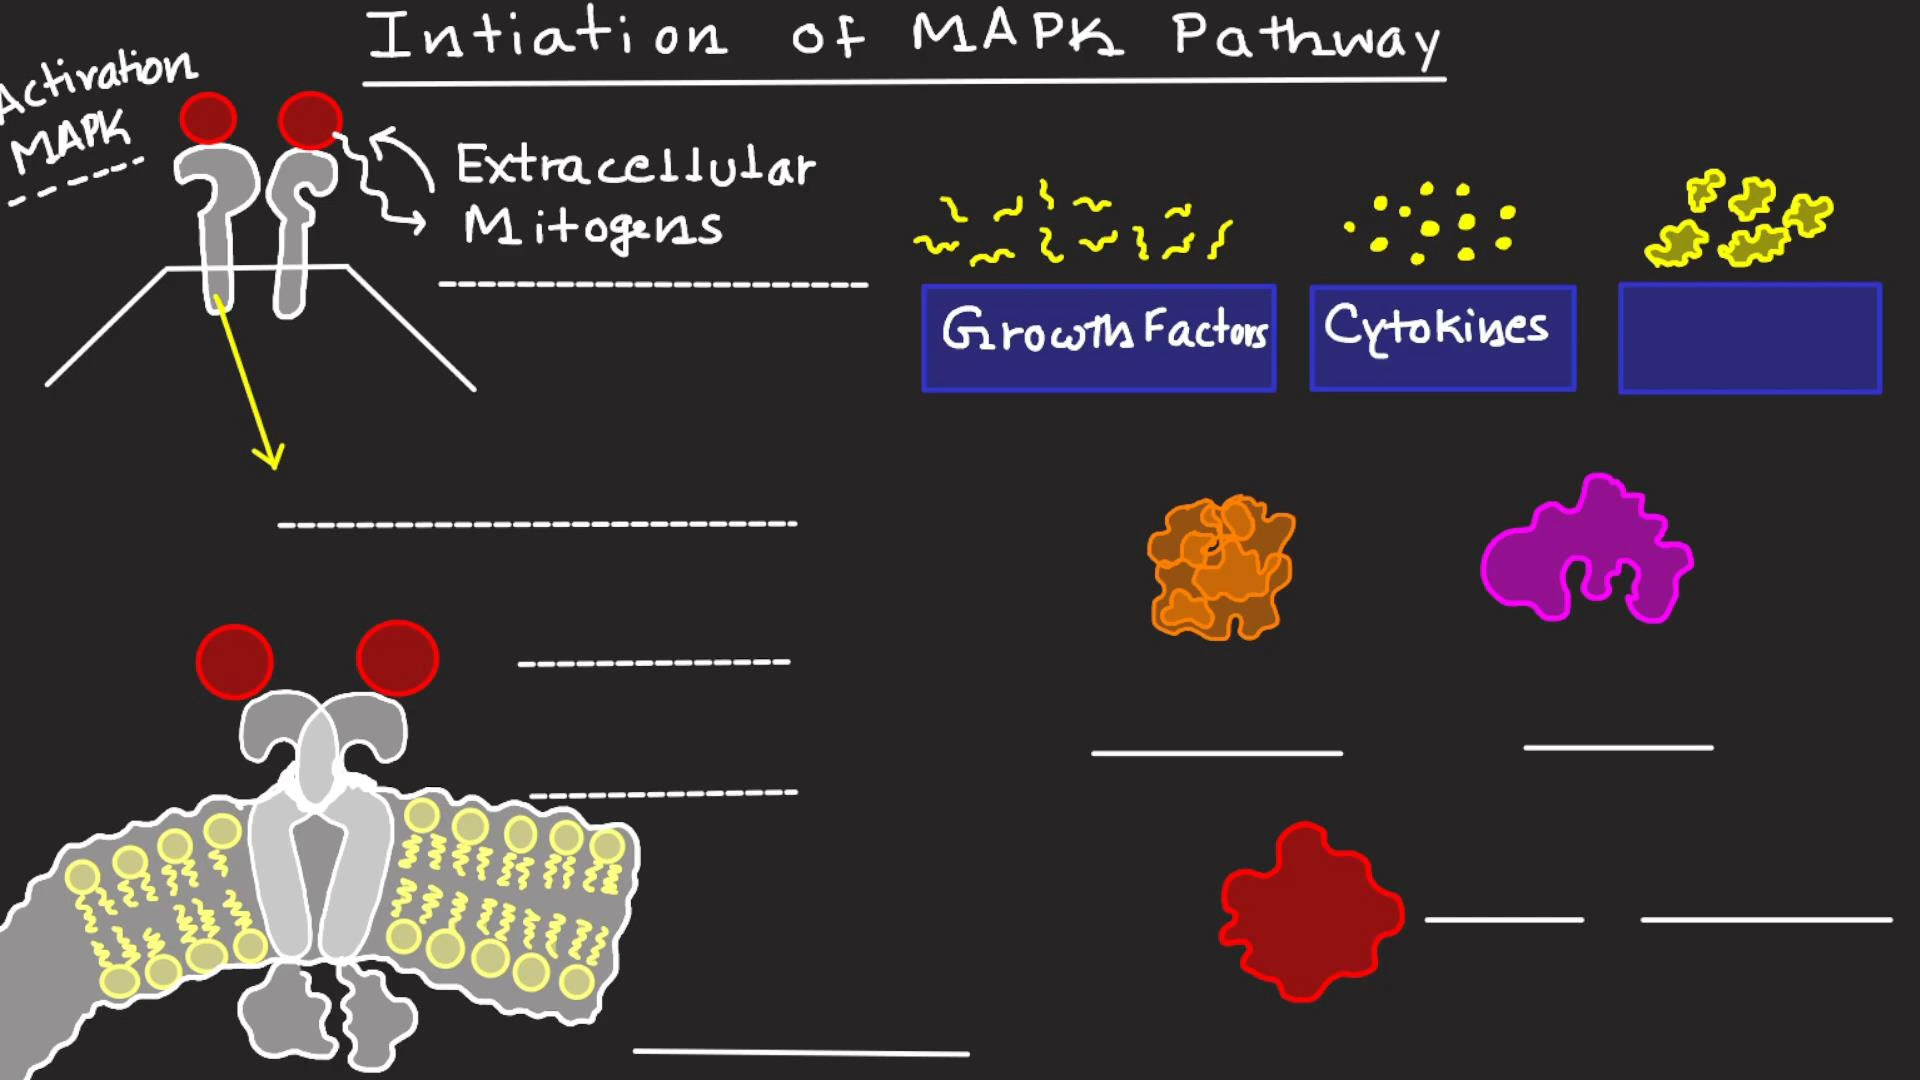 Intiation of MAPK Pathway
Activation
MAPK
Extracellular
Mitogens
Growth Factors
Cytokines